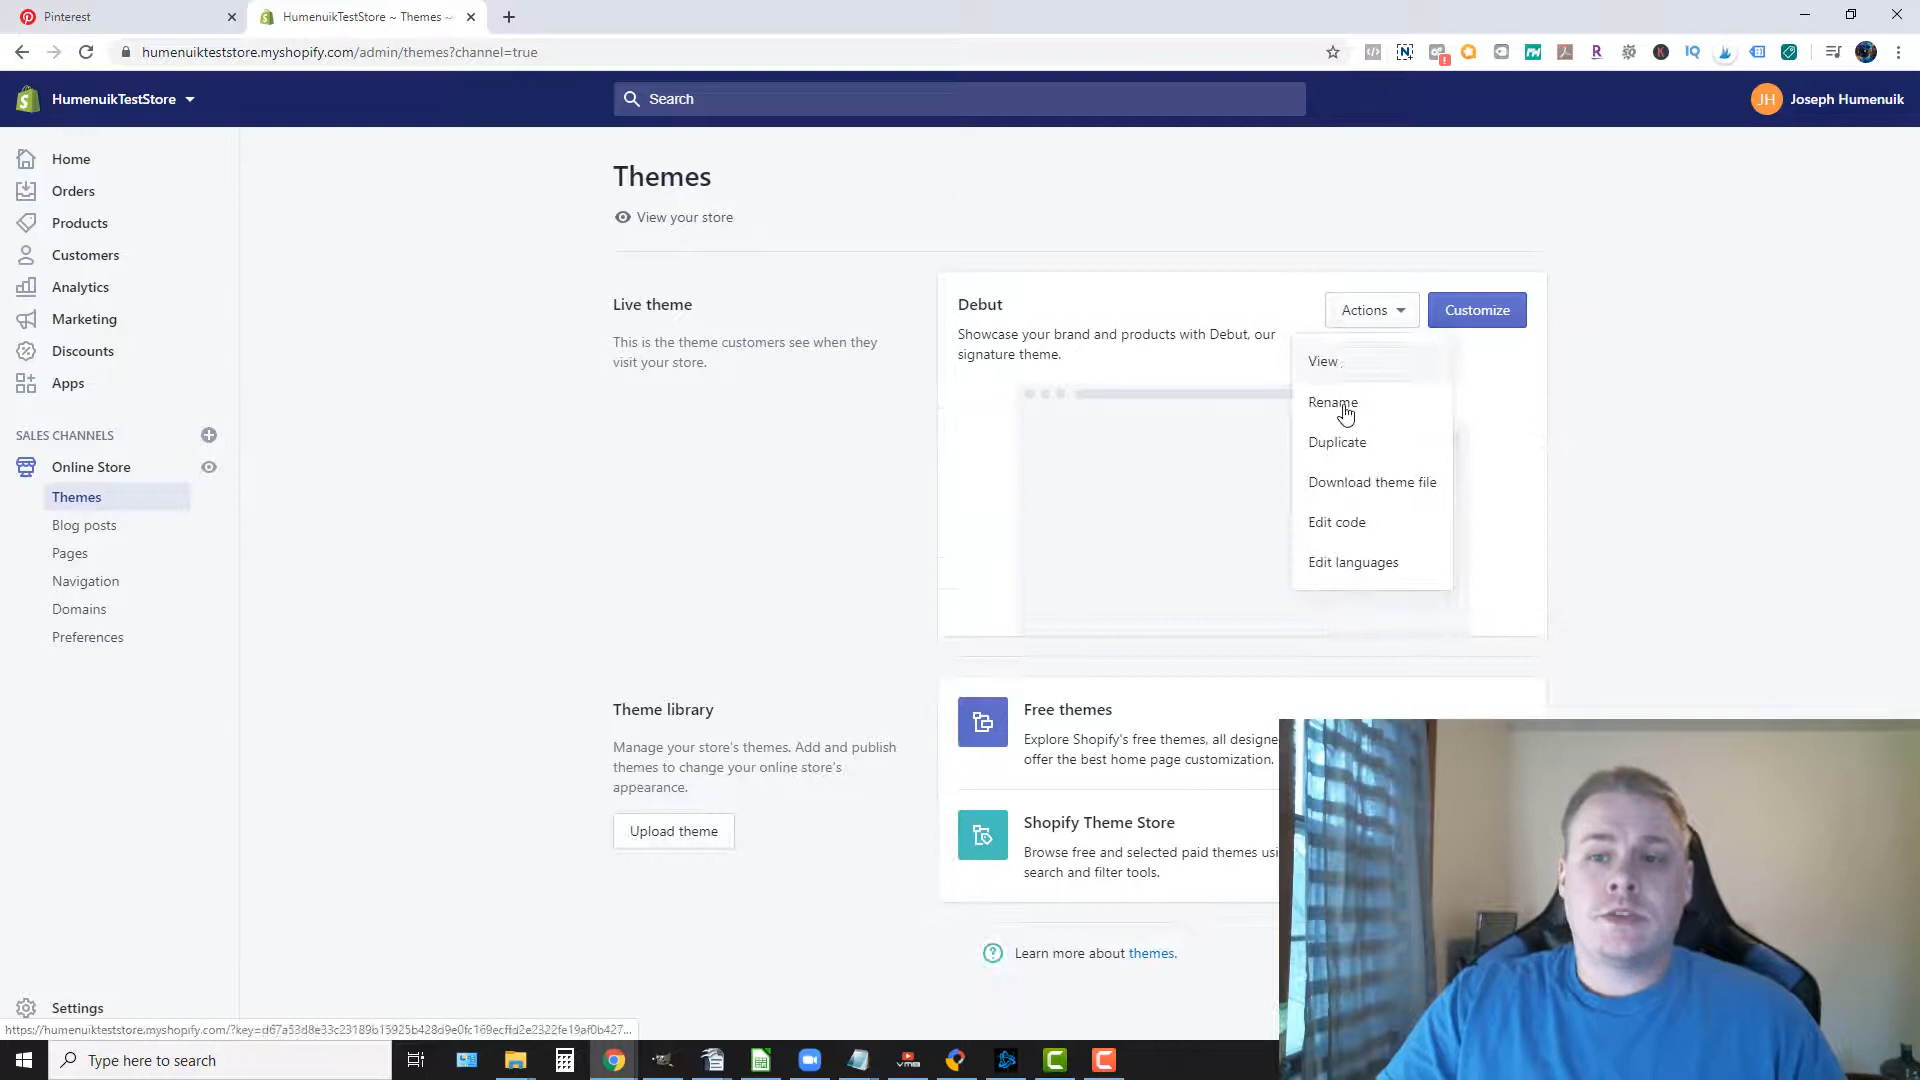 Pinterest
HumenuikTestStore ~ Themes ~
humenuikteststore.myshopify.com/admin/themes?channel=true
HumenuikTestStore
Search
JH
Joseph Humenuik
Home
Orders
Products
Customers
Analytics
Marketing
Discounts
Apps
SALES CHANNELS
Online Store
Themes
Blog posts
Pages
Navigation
Domains
Preferences
Settings
Themes
View your store
Live theme
This is the theme customers see when they
visit your store.
Debut
Showcase your brand and products with Debut, our
signature theme.
Actions
Customize
View
Rename
Duplicate
Download theme file
Edit code
Edit languages
Theme library
Manage your store's themes. Add and publish
themes to change your online store's
appearance.
Upload theme
Free themes
Explore Shopify's free themes, all designe
offer the best home page customization.
Shopify Theme Store
Browse free and selected paid themes usi
search and filter tools.
Learn more about themes.
Type here to search